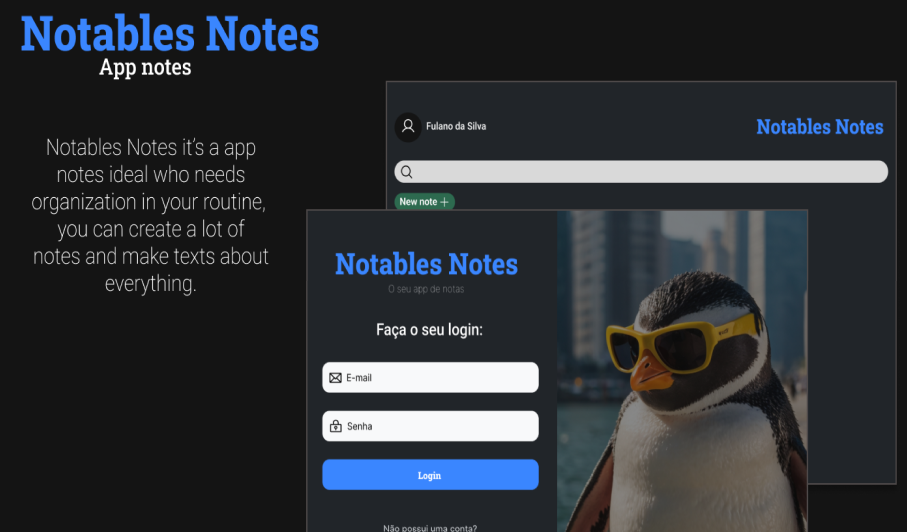 Notables Notes
App notes
Notables Notes it's a app
notes ideal who needs
organization in your routine,
you can create a lot of
notes and make texts about
everything.
Fulano da Silva
Notables Notes
New note +
Notables Notes
O seu app de notas
Faça o seu login:
E-mail
Senha
Login
Não possui uma conta?